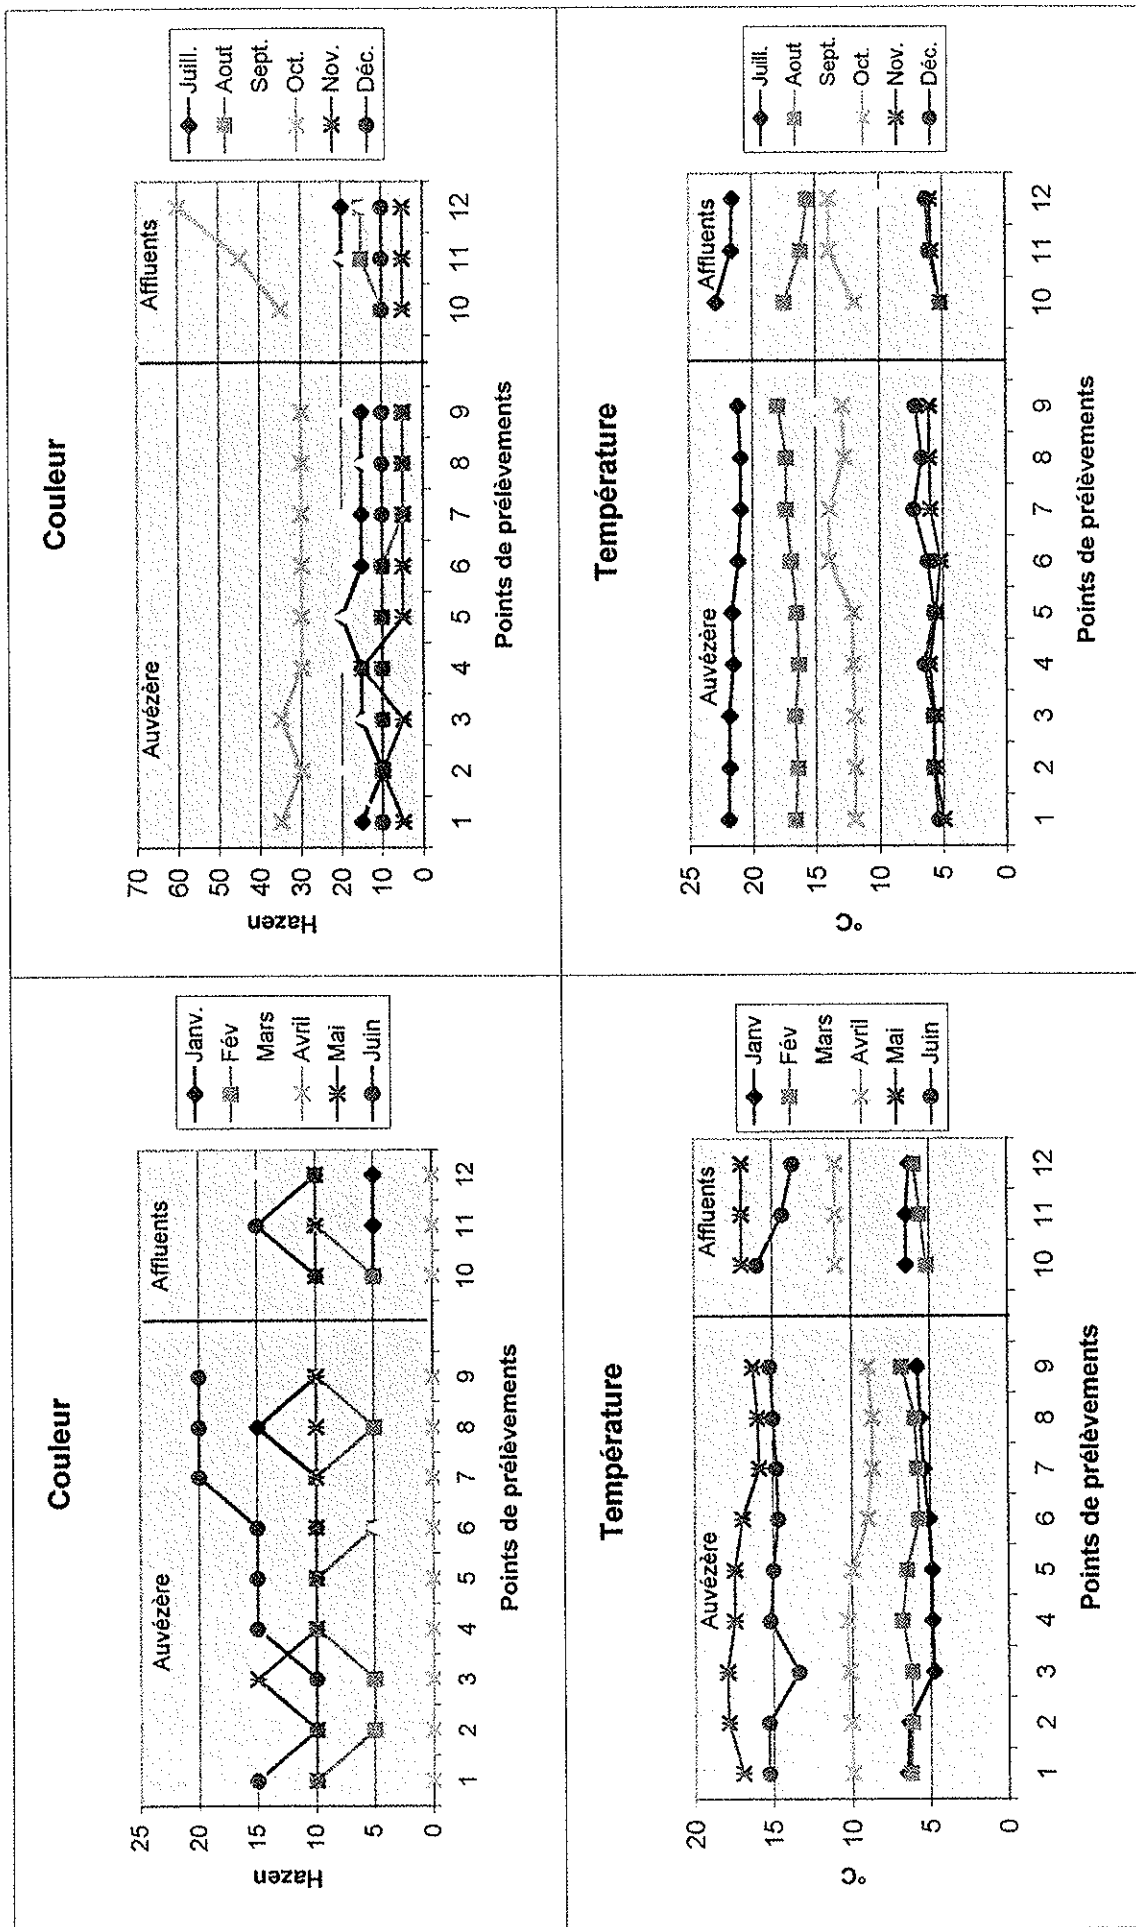 Couleur
Hazen
25
20
15
10
5
0
Auvézère
Affluents
1 2 3 4 5 6 7 8 9 10 11 12
Points de prélèvements
Janv.
Fév
Mars
Avril
Mai
Juin
Couleur
Hazen
70
60
50
40
30
20
10
0
Auvézère
Affluents
1 2 3 4 5 6 7 8 9 10 11 12
Points de prélèvements
Juill.
Aout
Sept.
Oct.
Nov.
Déc.
Température
°C
20
15
10
5
0
Auvézère
Affluents
1 2 3 4 5 6 7 8 9 10 11 12
Points de prélèvements
Janv
Fév
Mars
Avril
Mai
Juin
Température
°C
25
20
15
10
5
0
Auvézère
Affluents
1 2 3 4 5 6 7 8 9 10 11 12
Points de prélèvements
Juill.
Aout
Sept.
Oct.
Nov.
Déc.